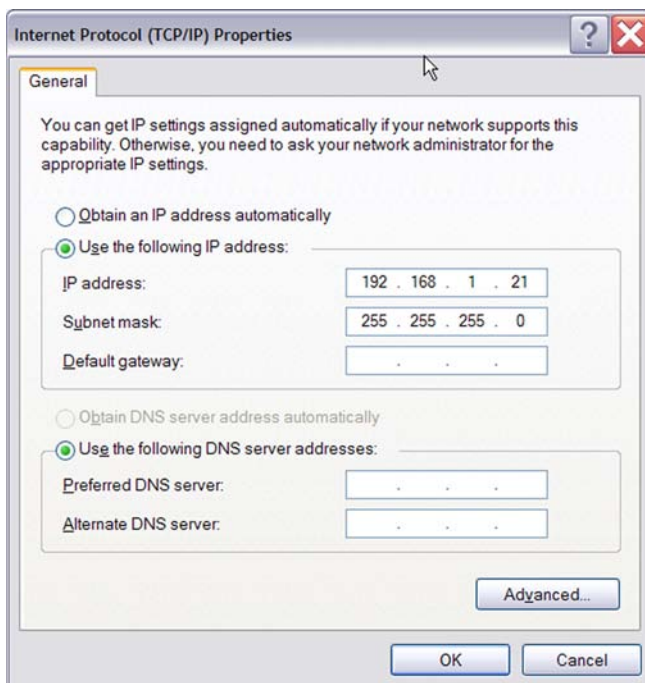 Internet Protocol (TCP/IP) Properties
General
You can get IP settings assigned automatically if your network supports this
capability. Otherwise, you need to ask your network administrator for the
appropriate IP settings.
Obtain an IP address automatically
Use the following IP address:
IP address: 192 . 168 . 1 . 21
Subnet mask: 255 . 255 . 255 . 0
Default gateway: . . .
Obtain DNS server address automatically
Use the following DNS server addresses:
Preferred DNS server: . . .
Alternate DNS server: . . .
Advanced...
OK Cancel